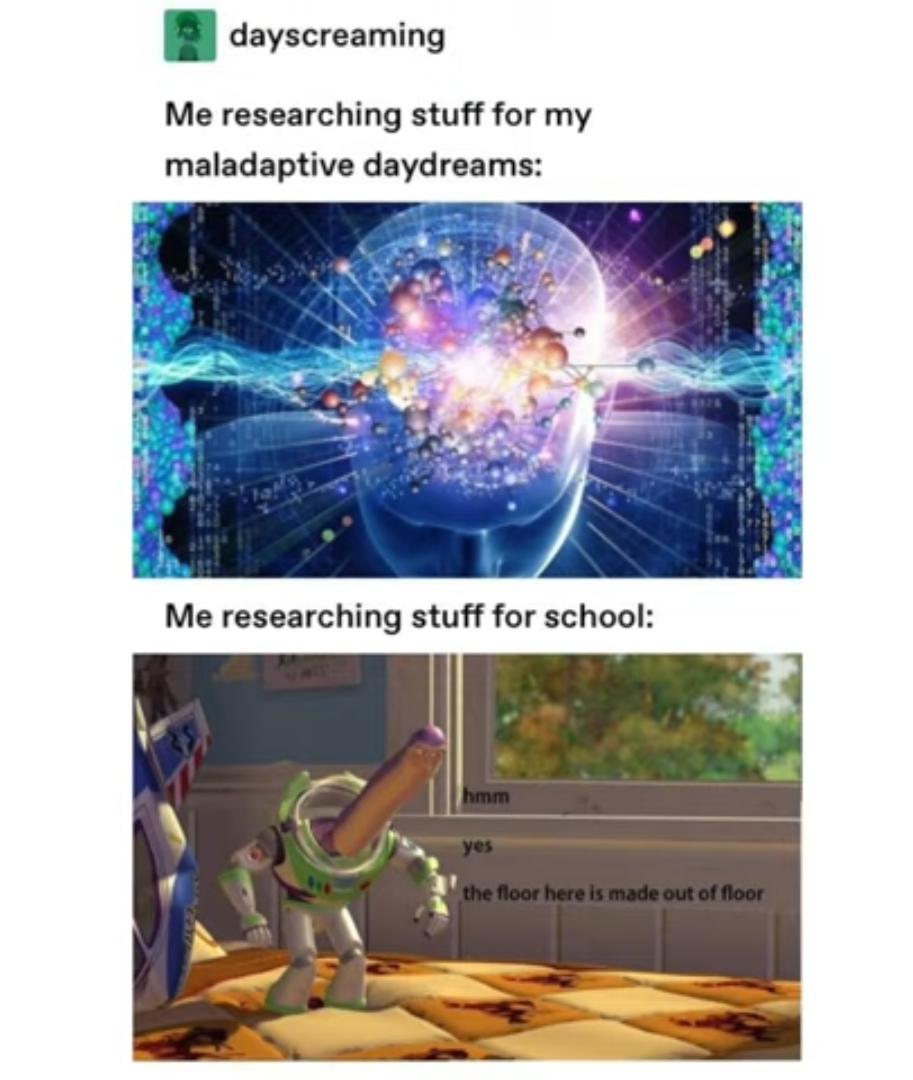 dayscreaming
Me researching stuff for my
maladaptive daydreams:
Me researching stuff for school:
hmm
yes
the floor here is made out of floor